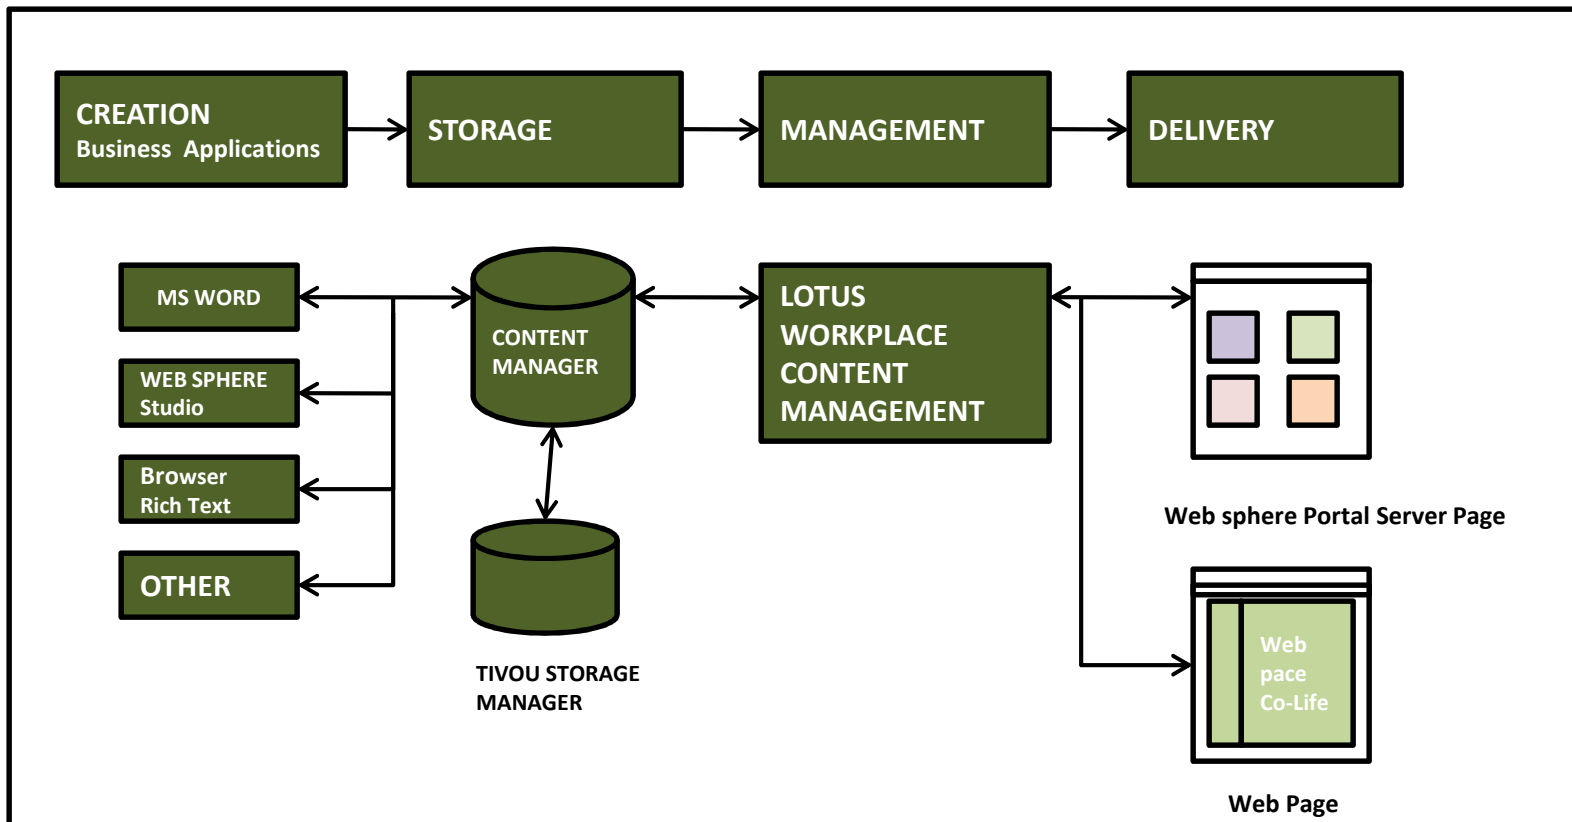 CREATION
Business Applications
STORAGE
MANAGEMENT
DELIVERY
MS WORD
WEB SPHERE
Studio
Browser
Rich Text
OTHER
CONTENT
MANAGER
TIVOU STORAGE
MANAGER
LOTUS
WORKPLACE
CONTENT
MANAGEMENT
Web sphere Portal Server Page
Web
pace
Co-Life
Web Page